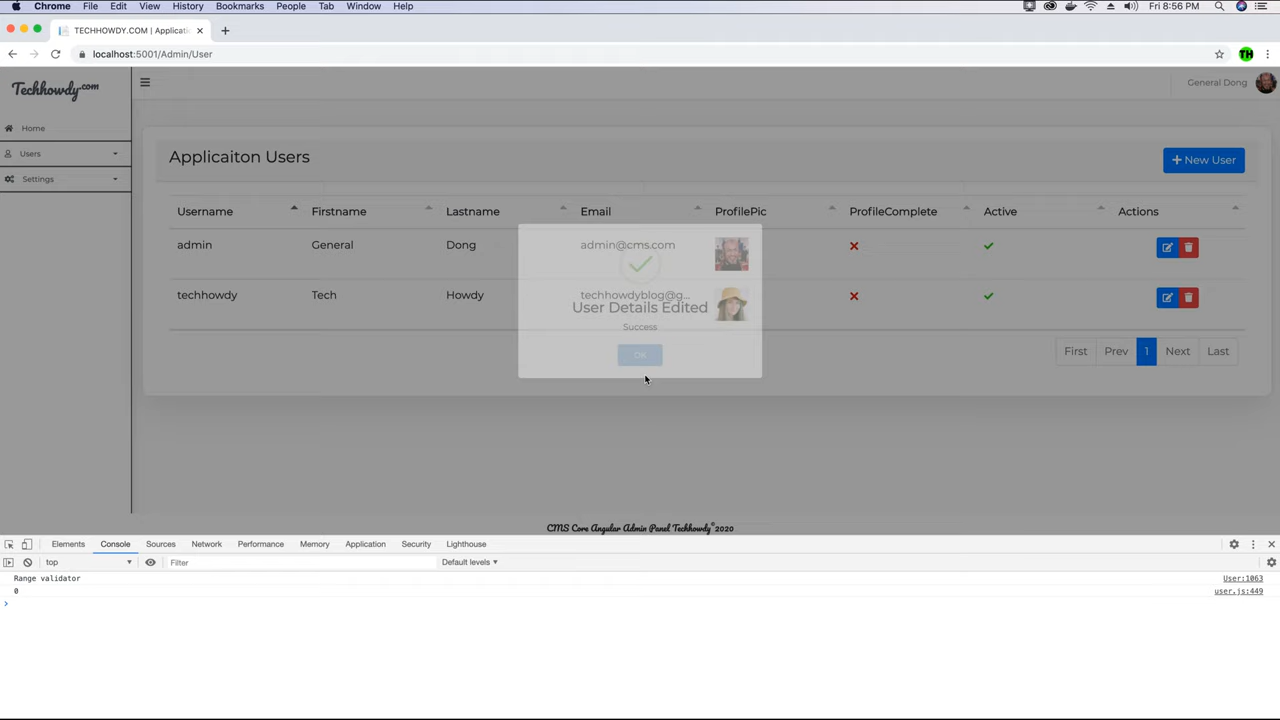 Chrome File Edit View History Bookmarks People Tab Window Help Fri 8:56 PM
TECHHOWDY.COM | Applicati
localhost:5001/Admin/User TH
Techhowdy.com General Dong
Home
Users
Settings
Applicaiton Users + New User
Username Firstname Lastname Email ProfilePic ProfileComplete Active Actions
admin General Dong admin@cms.com
techhowdy Tech Howdy techhowdyblog@g...
User Details Edited
Success
OK
First Prev 1 Next Last
CMS Core Angular Admin Panel Techhowdy©2020
Elements Console Sources Network Performance Memory Application Security Lighthouse
top Filter Default levels
Range validator User:1063
0 user.js:449